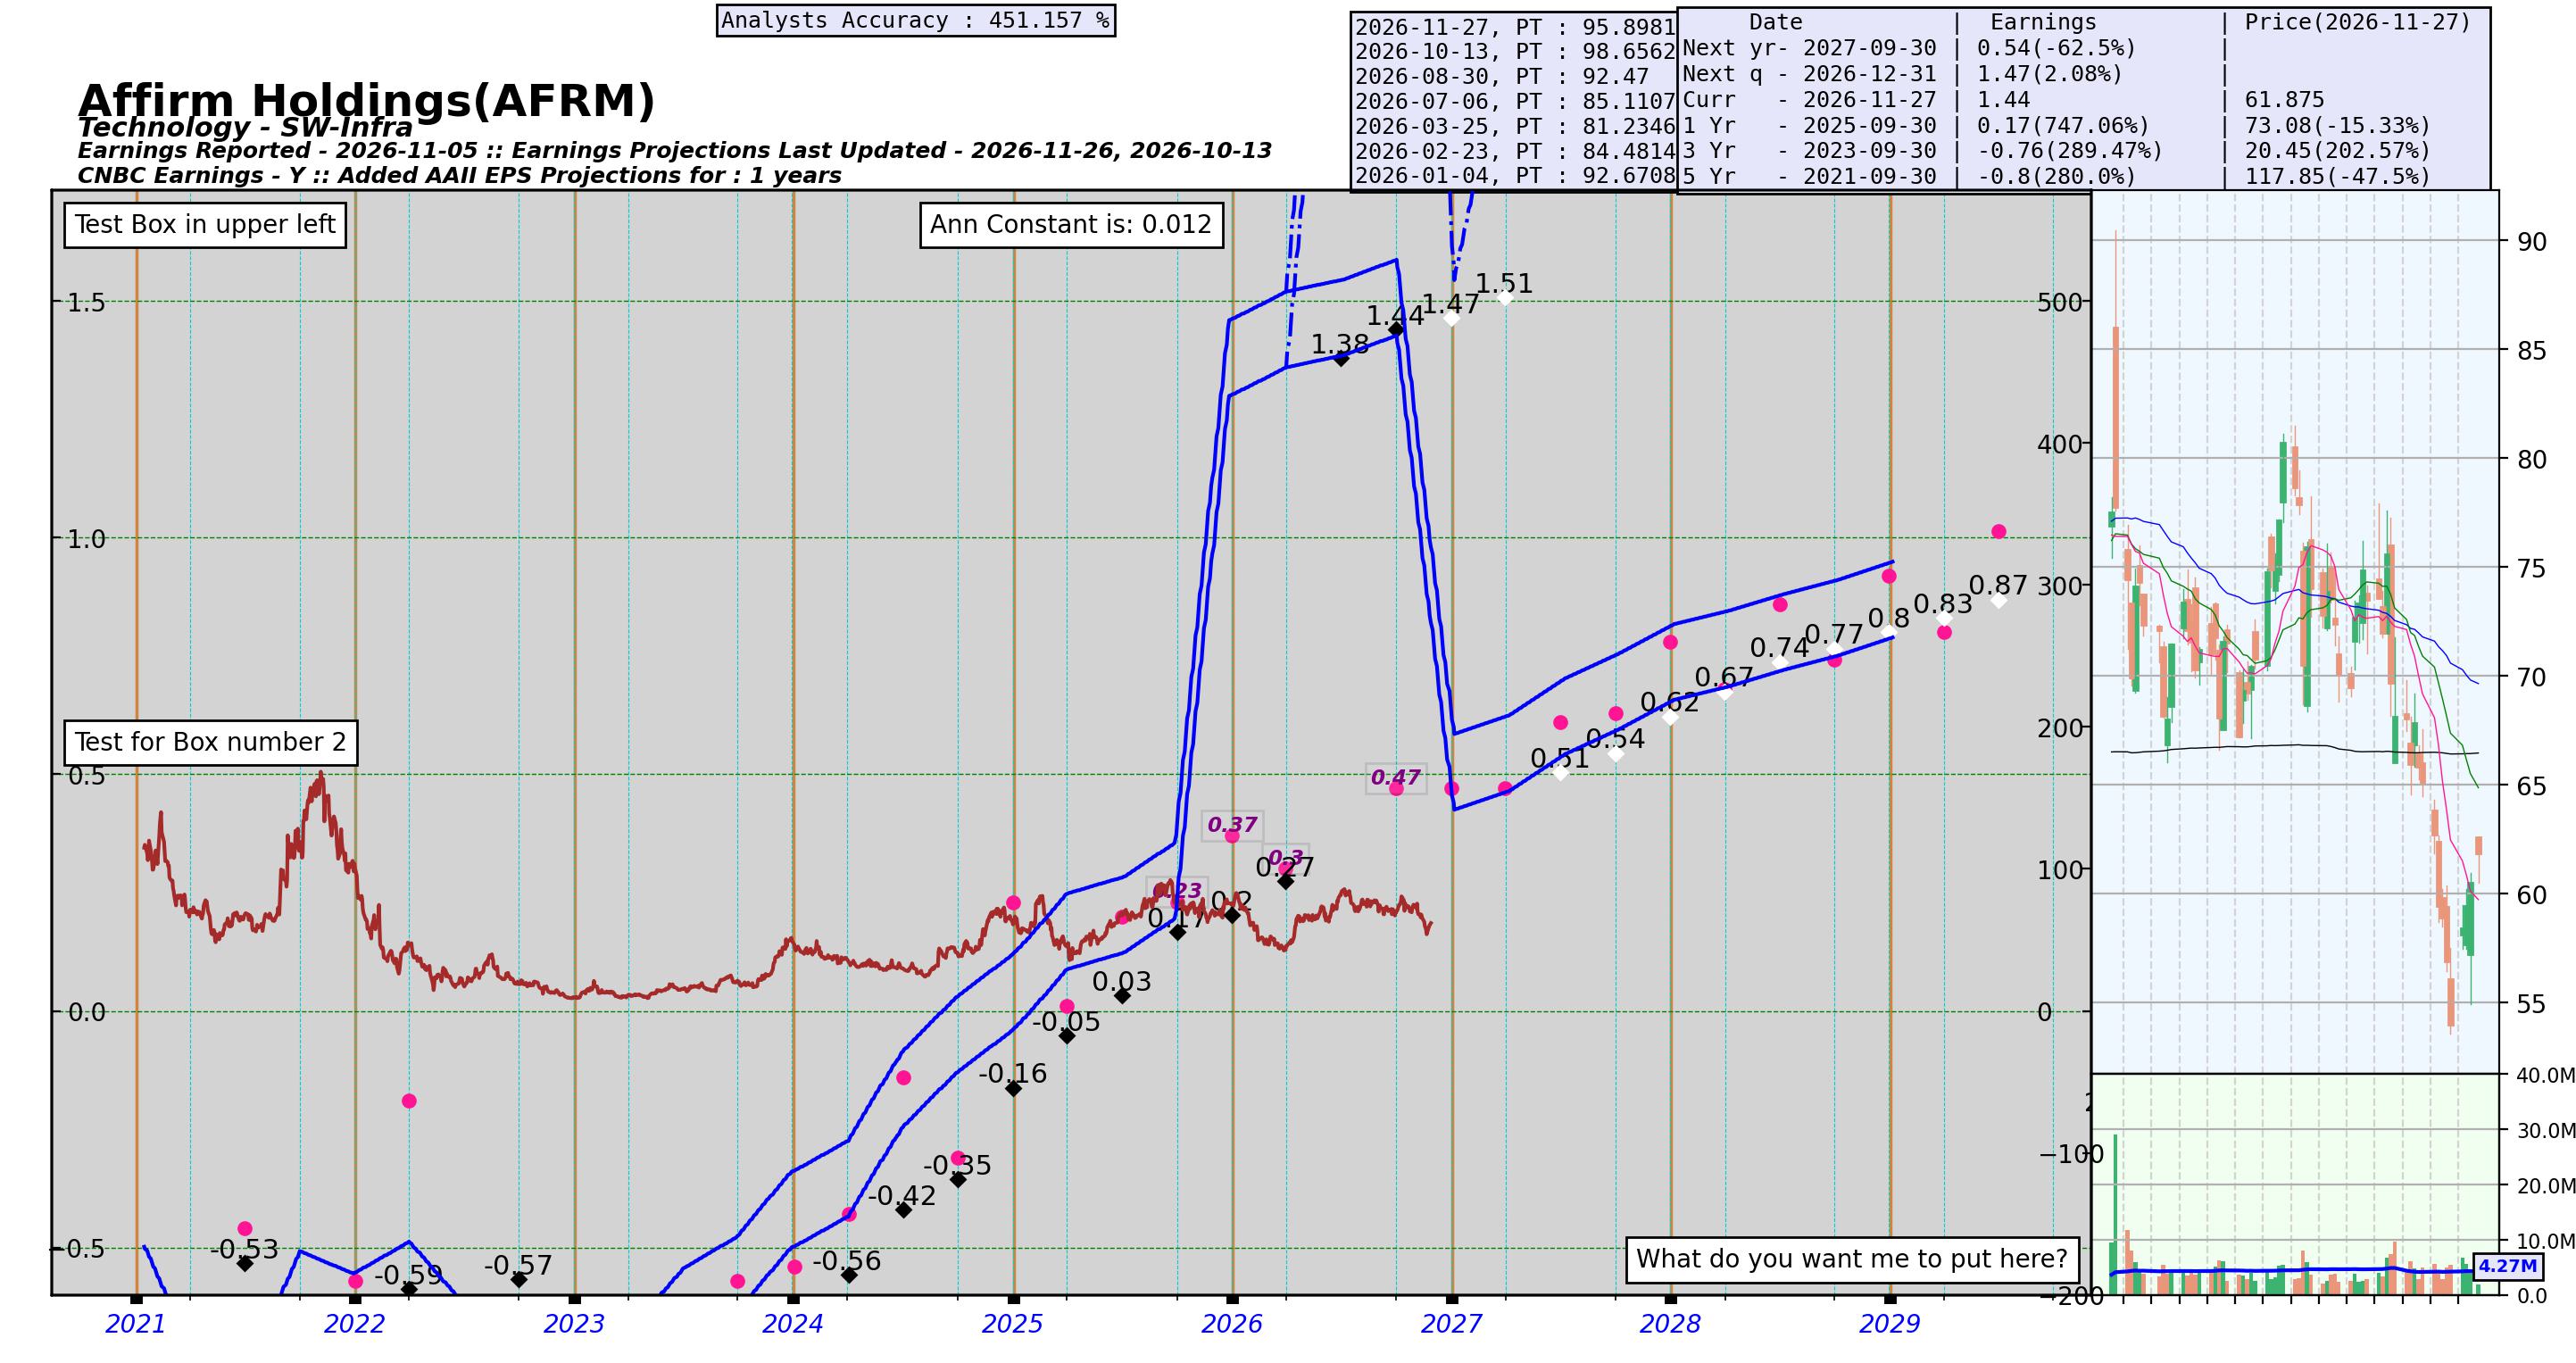 Analysts Accuracy : 451.157 %
2026-11-27, PT : 95.8981
2026-10-13, PT : 98.6562
2026-08-30, PT : 92.47
2026-07-06, PT : 85.1107
2026-03-25, PT : 81.2346
2026-02-23, PT : 84.4814
2026-01-04, PT : 92.6708
Date | Earnings | Price(2026-11-27)
Next yr- 2027-09-30 | 0.54(-62.5%) |
Next q - 2026-12-31 | 1.47(2.08%) |
Curr - 2026-11-27 | 1.44 | 61.875
1 Yr - 2025-09-30 | 0.17(747.06%) | 73.08(-15.33%)
3 Yr - 2023-09-30 | -0.76(289.47%) | 20.45(202.57%)
5 Yr - 2021-09-30 | -0.8(280.0%) | 117.85(-47.5%)
Affirm Holdings(AFRM)
Technology - SW-Infra
Earnings Reported - 2026-11-05 :: Earnings Projections Last Updated - 2026-11-26, 2026-10-13
CNBC Earnings - Y :: Added AAII EPS Projections for : 1 years
Test Box in upper left
Ann Constant is: 0.012
Test for Box number 2
What do you want me to put here?
1.5
1.0
0.5
0.0
-0.5
-0.53
-0.59
-0.57
-0.56
-0.42
-0.35
-0.16
-0.05
0.03
0.17
0.23
0.2
0.37
0.27
0.3
1.38
1.44
0.47
1.47
1.51
0.51
0.54
0.62
0.67
0.74
0.77
0.8
0.83
0.87
500
400
300
200
100
0
−100
−200
90
85
80
75
70
65
60
55
40.0M
30.0M
20.0M
10.0M
4.27M
0.0
2021
2022
2023
2024
2025
2026
2027
2028
2029